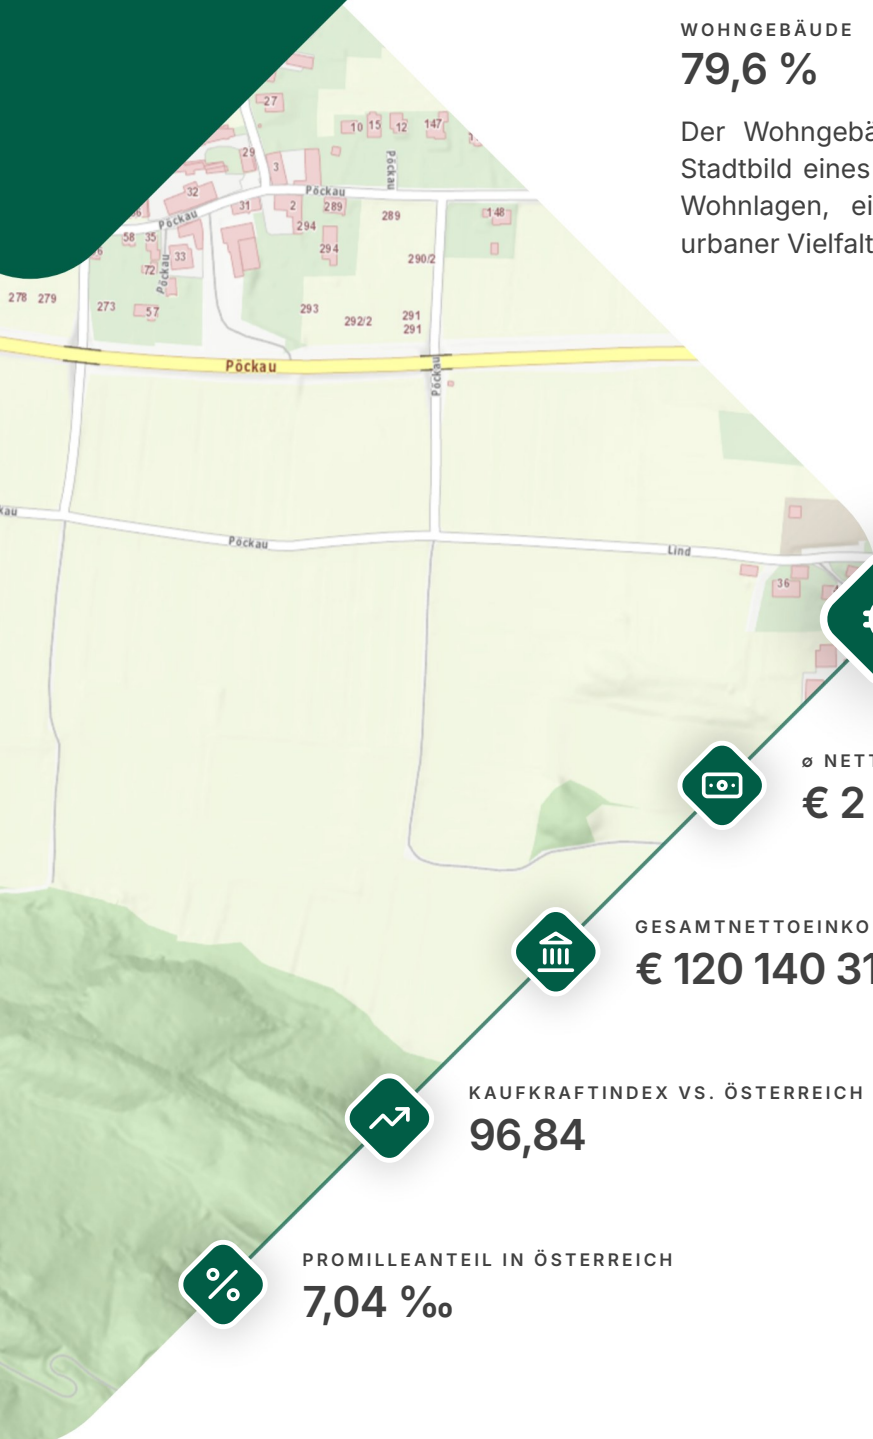 WOHNGEBÄUDE
79,6 %
Der Wohngebä
Stadtbild eines
Wohnlagen, ei
urbaner Vielfalt
27
10 15 12 147
29
3
Pöckau
32
Pöckau
31 2 289
Pöckau
289
148
294
58 35
294
33
72
Pöckau
290/2
278 279
273
57
293
292/2
291
291
Pöckau
Pöckau
kau
Pöckau
Lind
36
ø NETT
€ 2
GESAMTNETTOEINKO
€ 120 140 31
KAUFKRAFTINDEX VS. ÖSTERREICH
96,84
PROMILLEANTEIL IN ÖSTERREICH
7,04 ‰